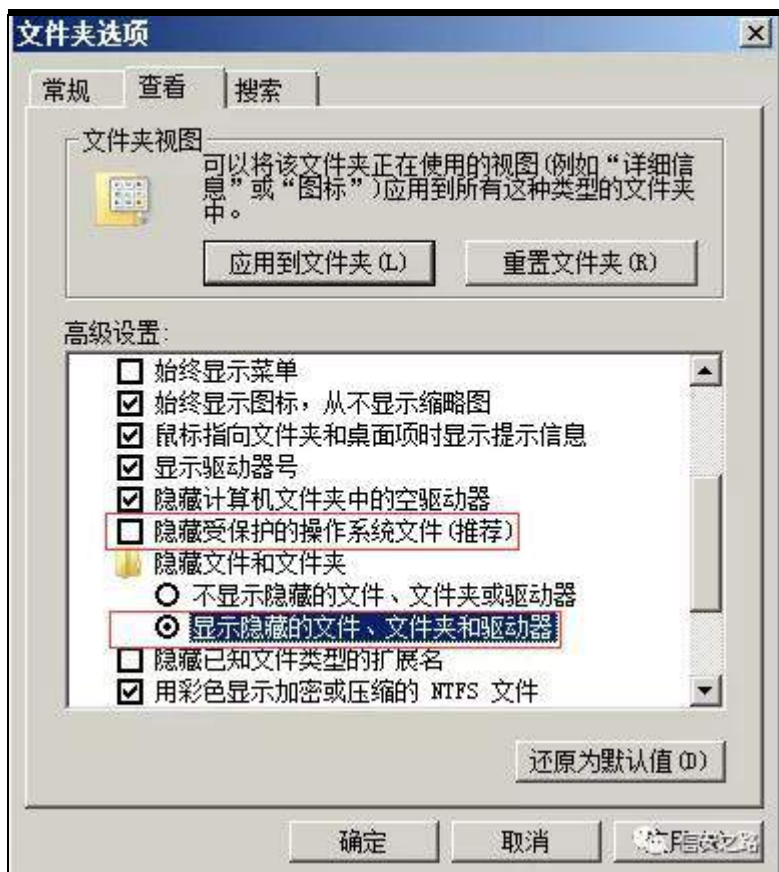 文件夹选项
常规 查看 搜索
文件夹视图
可以将该文件夹正在使用的视图(例如“详细信
息”或“图标”)应用到所有这种类型的文件夹
中。
应用到文件夹(L) 重置文件夹(R)
高级设置:
始终显示菜单
始终显示图标，从不显示缩略图
鼠标指向文件夹和桌面项时显示提示信息
显示驱动器号
隐藏计算机文件夹中的空驱动器
隐藏受保护的操作系统文件(推荐)
隐藏文件和文件夹
不显示隐藏的文件、文件夹或驱动器
显示隐藏的文件、文件夹和驱动器
隐藏已知文件类型的扩展名
用彩色显示加密或压缩的 NTFS 文件
还原为默认值(D)
确定 取消
信安之路